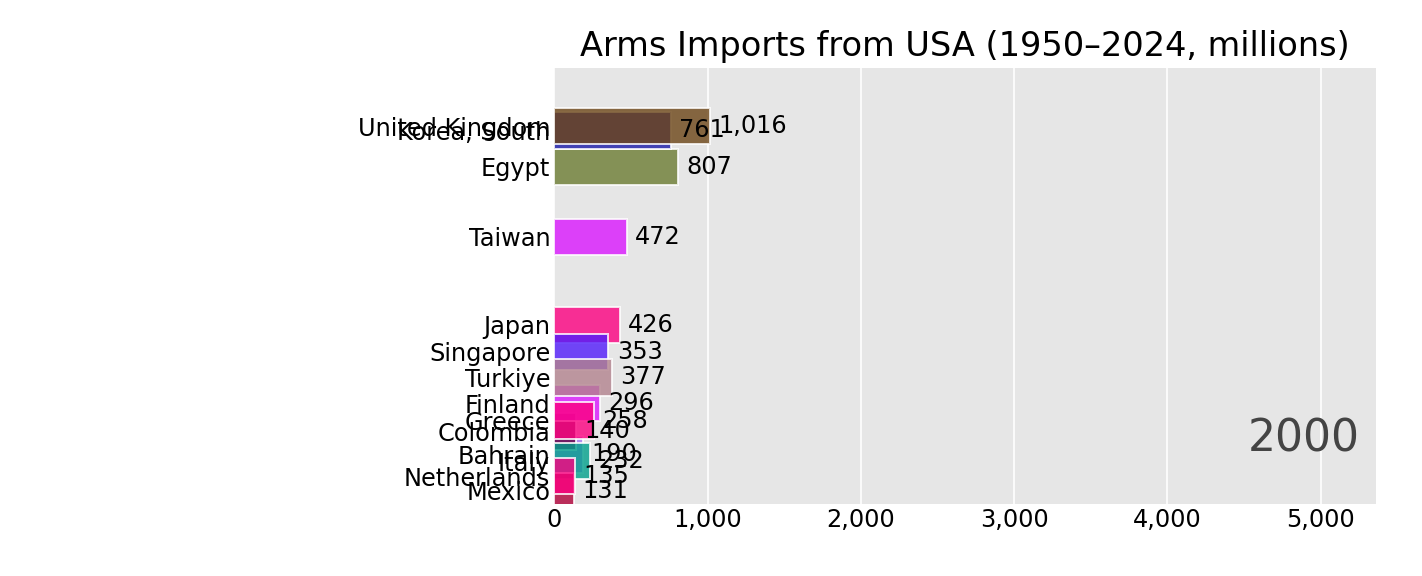 Arms Imports from USA (1950–2024, millions)
United Kingdom 1,016
Korea, South 761
Egypt 807
Taiwan 472
Japan 426
Singapore 353
Turkiye 377
Finland 296
Greece 258
Colombia 140
Bahrain 190
Italy 232
Netherlands 135
Mexico 131
2000
0 1,000 2,000 3,000 4,000 5,000